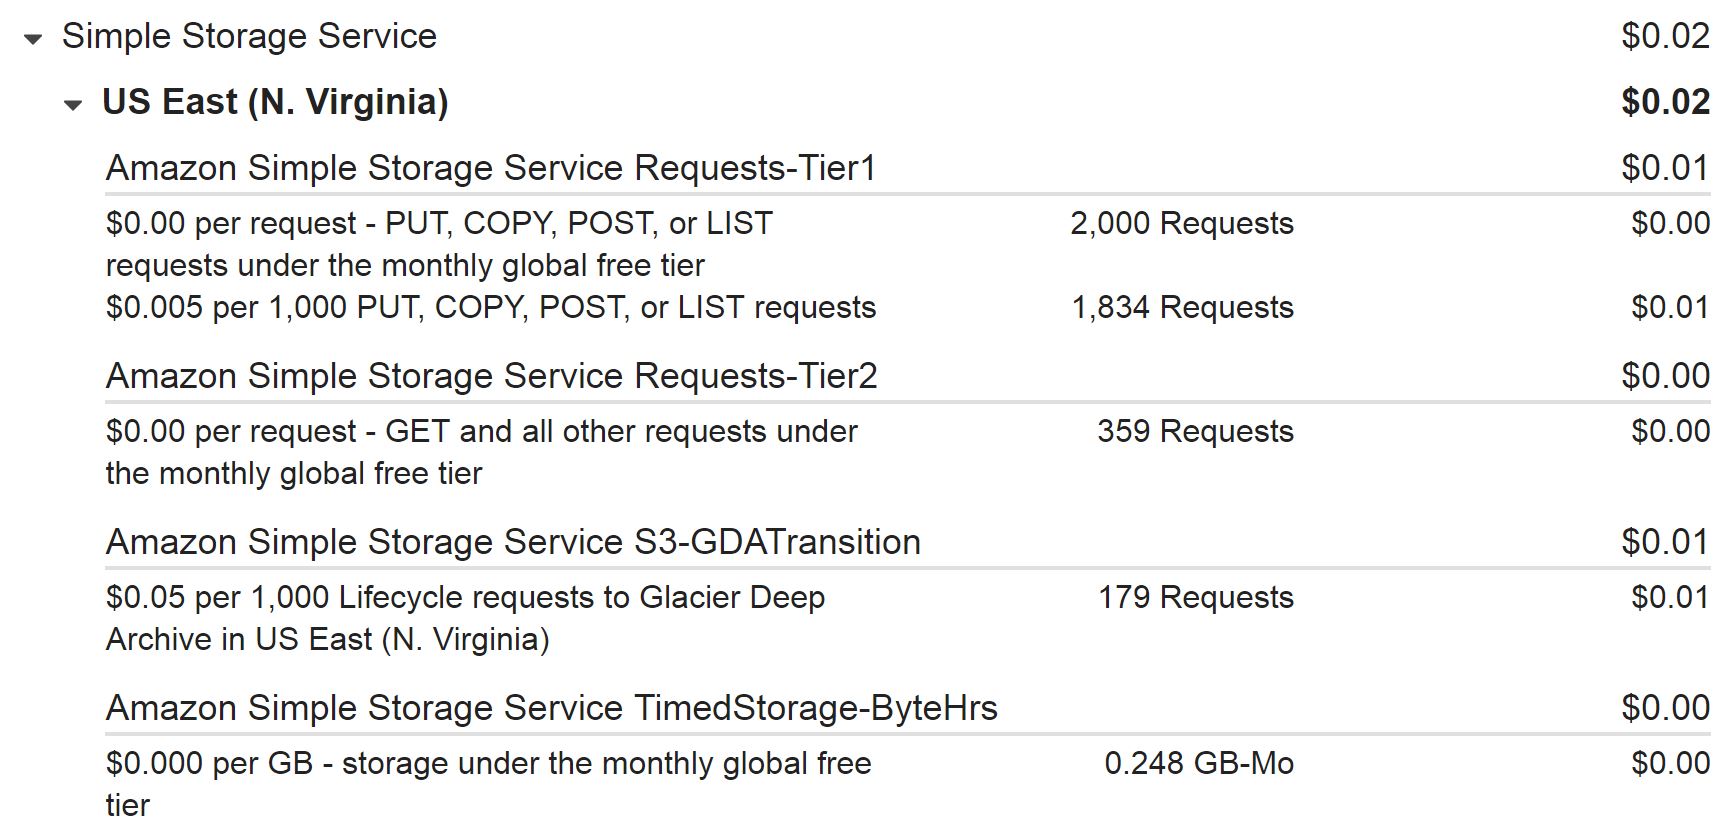 Simple Storage Service $0.02
US East (N. Virginia) $0.02
Amazon Simple Storage Service Requests-Tier1 $0.01
$0.00 per request - PUT, COPY, POST, or LIST 2,000 Requests $0.00
requests under the monthly global free tier
$0.005 per 1,000 PUT, COPY, POST, or LIST requests 1,834 Requests $0.01
Amazon Simple Storage Service Requests-Tier2 $0.00
$0.00 per request - GET and all other requests under 359 Requests $0.00
the monthly global free tier
Amazon Simple Storage Service S3-GDATransition $0.01
$0.05 per 1,000 Lifecycle requests to Glacier Deep 179 Requests $0.01
Archive in US East (N. Virginia)
Amazon Simple Storage Service TimedStorage-ByteHrs $0.00
$0.000 per GB - storage under the monthly global free 0.248 GB-Mo $0.00
tier